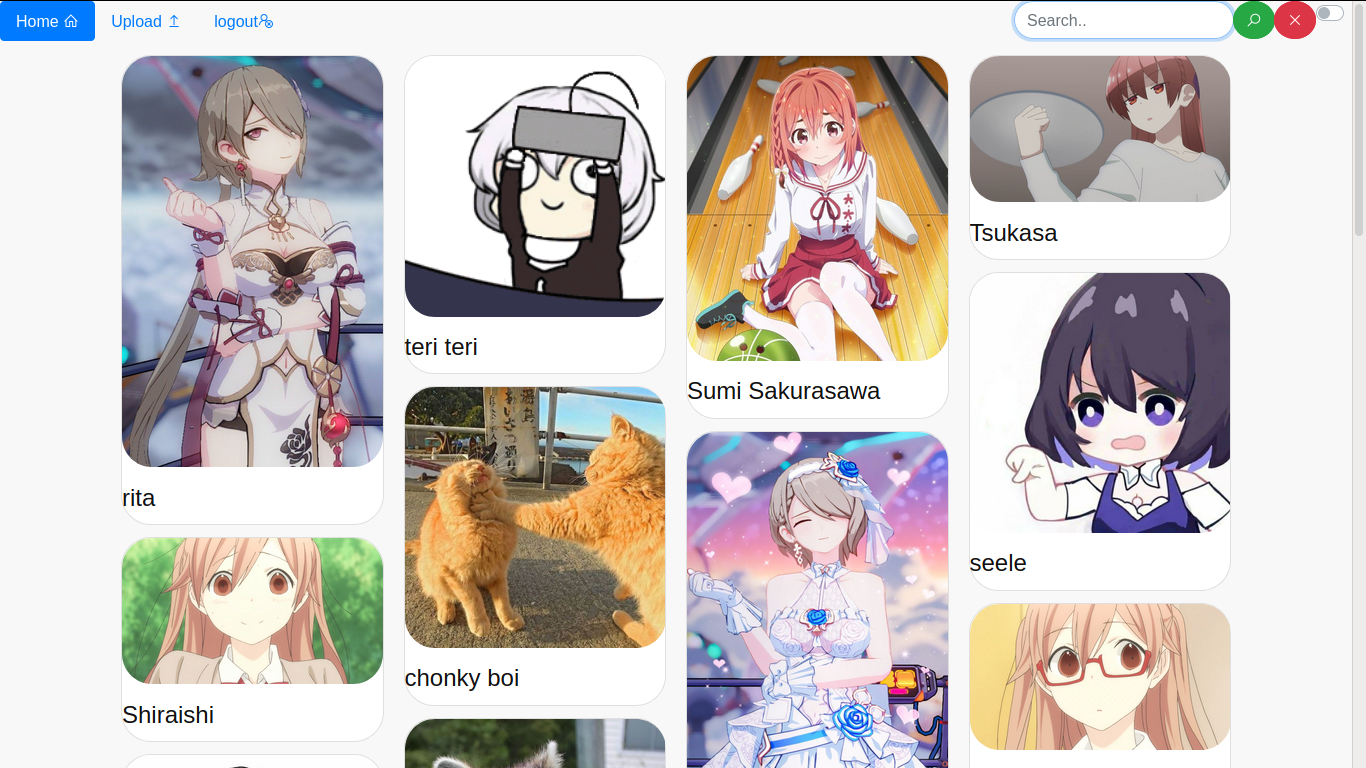 Home
Upload
logout
Search..
rita
Shiraishi
teri teri
chonky boi
Sumi Sakurasawa
Tsukasa
seele